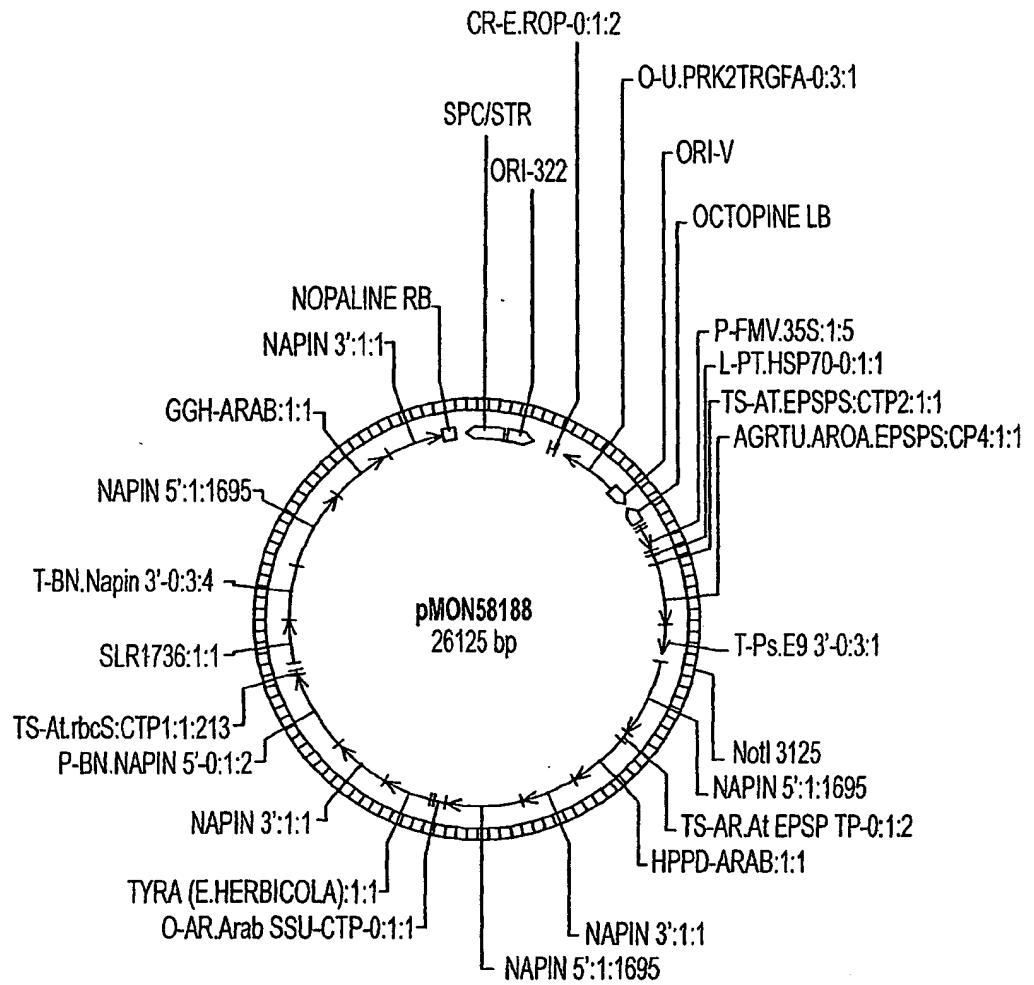 CR-E.ROP-0:1:2
O-U.PRK2TRGFA-0:3:1
SPC/STR
ORI-V
ORI-322
OCTOPINE LB
NOPALINE RB
P-FMV.35S:1:5
NAPIN 3':1:1
L-PT.HSP70-0:1:1
TS-AT.EPSPS:CTP2:1:1
GGH-ARAB:1:1
AGRTU.AROA.EPSPS:CP4:1:1
NAPIN 5':1:1695
T-BN.Napin 3'-0:3:4
pMON58188
26125 bp
T-Ps.E9 3'-0:3:1
SLR1736:1:1
TS-At.rbcS:CTP1:1:213
NotI 3125
P-BN.NAPIN 5'-0:1:2
NAPIN 5':1:1695
NAPIN 3':1:1
TS-AR.At EPSP TP-0:1:2
HPPD-ARAB:1:1
TYRA (E.HERBICOLA):1:1
O-AR.Arab SSU-CTP-0:1:1
NAPIN 3':1:1
NAPIN 5':1:1695